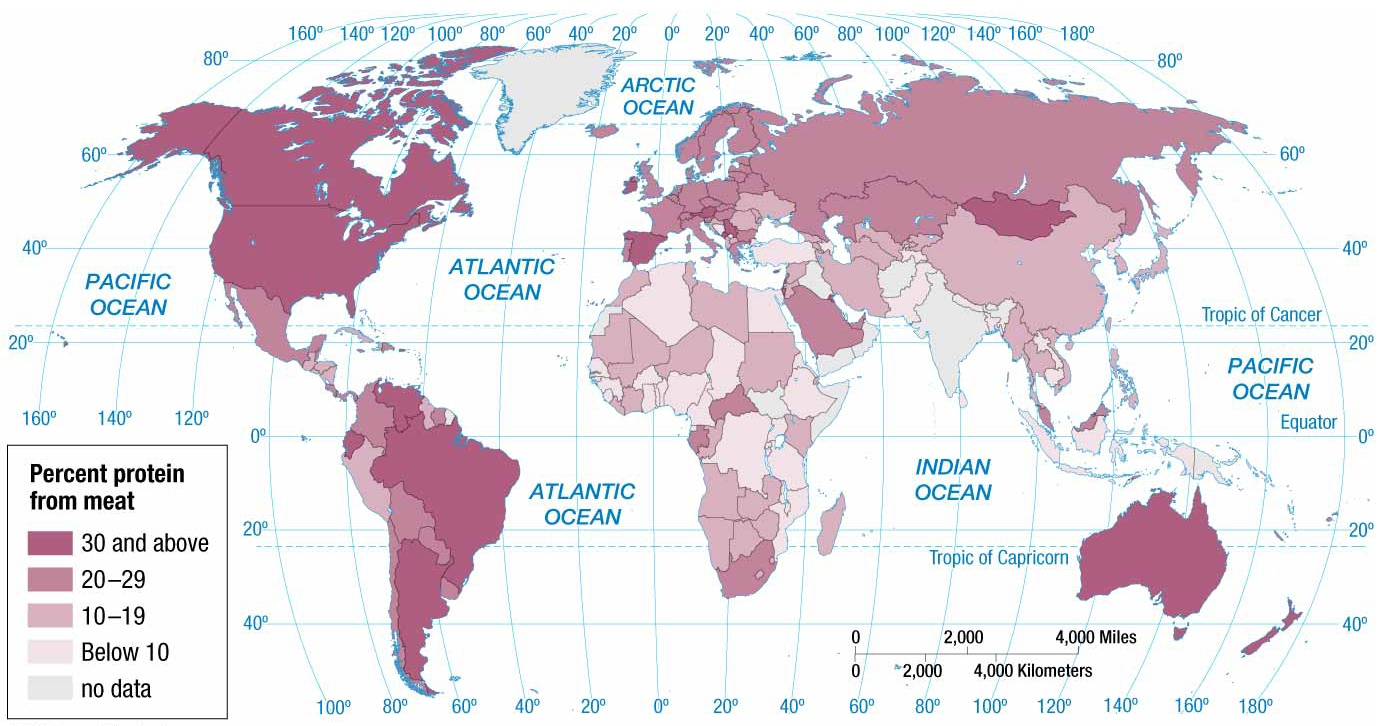 160º 140º 120º 100º 80º 60º 40º 20º 0º 20º 40º 60º 80º 100º 120º 140º 160º 180º
80º 80º
ARCTIC
OCEAN
60º 60º
40º 40º
ATLANTIC
OCEAN
PACIFIC
OCEAN
Tropic of Cancer
20º 20º
PACIFIC
OCEAN
160º 140º 120º
Equator
0º 0º
INDIAN
OCEAN
ATLANTIC
OCEAN
20º 20º
Tropic of Capricorn
40º 40º
0 2,000 4,000 Miles
0 2,000 4,000 Kilometers
100º 80º 60º 40º 20º 0º 20º 40º 60º 80º 100º 120º 140º 160º 180º
Percent protein
from meat
30 and above
20–29
10–19
Below 10
no data